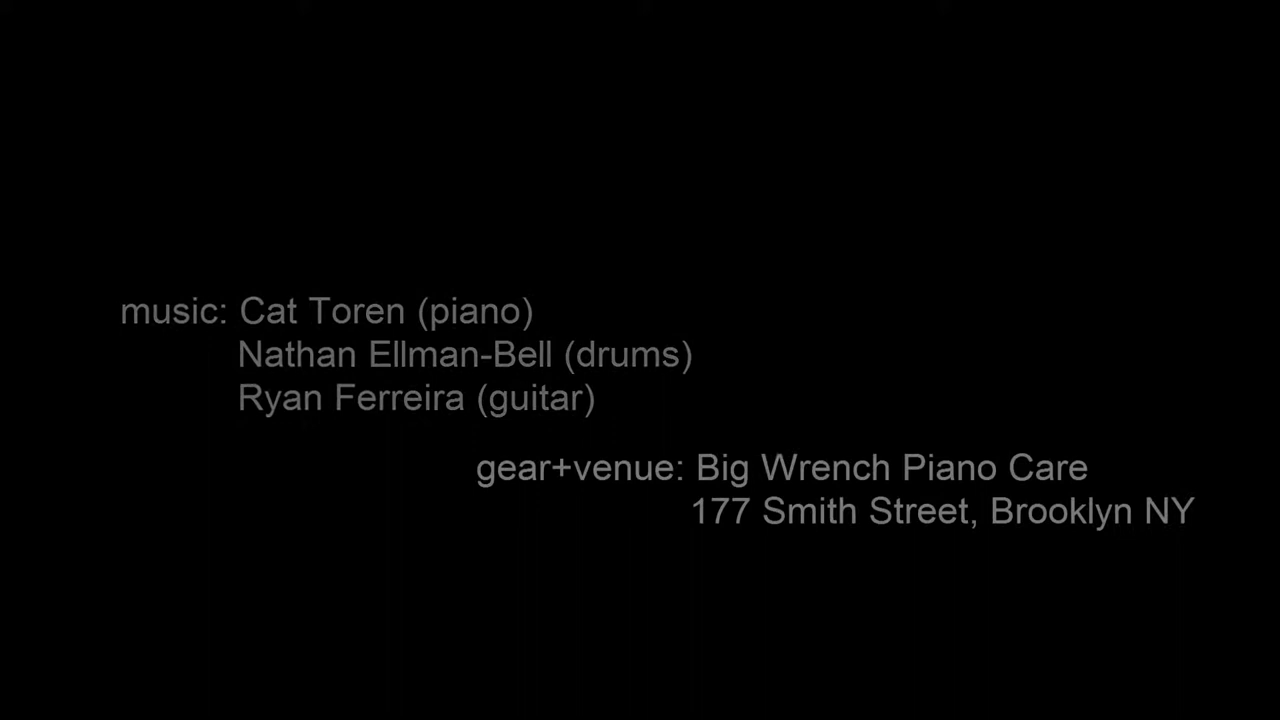 music: Cat Toren (piano)
Nathan Ellman-Bell (drums)
Ryan Ferreira (guitar)
gear+venue: Big Wrench Piano Care
177 Smith Street, Brooklyn NY